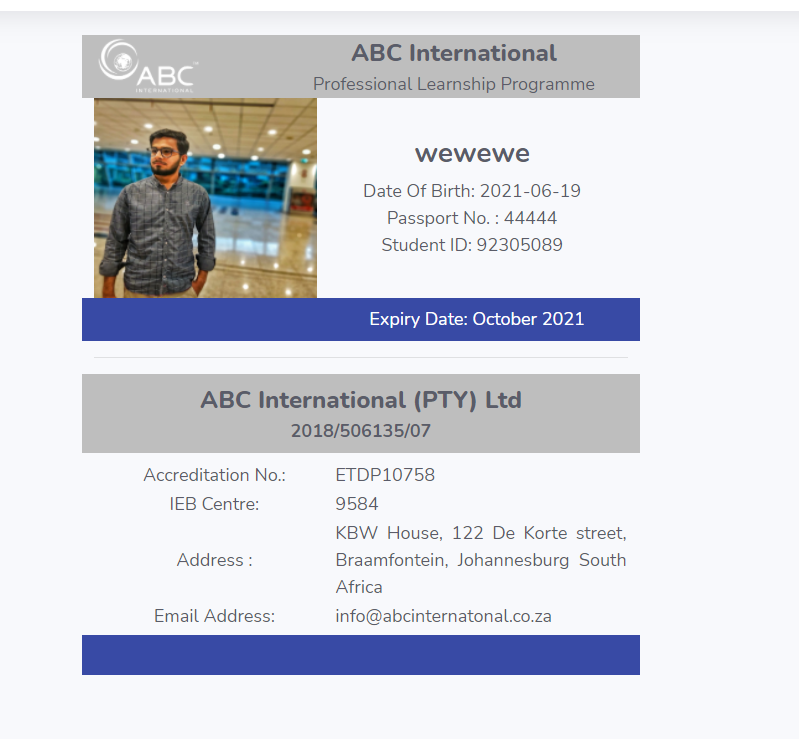 ABC International
ABC
INTERNATIONAL
Professional Learnship Programme
wewewe
Date Of Birth: 2021-06-19
Passport No. : 44444
Student ID: 92305089
Expiry Date: October 2021
ABC International (PTY) Ltd
2018/506135/07
Accreditation No.: ETDP10758
IEB Centre: 9584
Address : KBW House, 122 De Korte street,
Braamfontein, Johannesburg South
Africa
Email Address: info@abcinternatonal.co.za